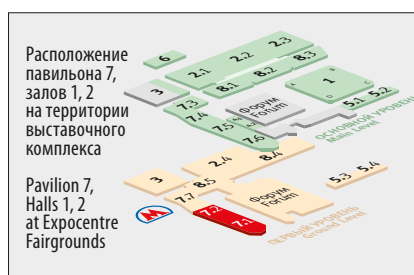 Расположение
павильона 7,
залов 1, 2
на территории
выставочного
комплекса
Pavilion 7,
Halls 1, 2
at Expocentre
Fairgrounds
6
2.1
2.2
2.3
3
8.1
8.2
8.3
1
7.3
7.4
7.5
7.6
Форум
Forum
5.1
5.2
ОСНОВНОЙ УРОВЕНЬ
Main Level
3
2.4
8.4
8.5
7.7
7.2
7.1
Форум
Forum
5.3
5.4
ПЕРВЫЙ УРОВЕНЬ
Ground Level
М